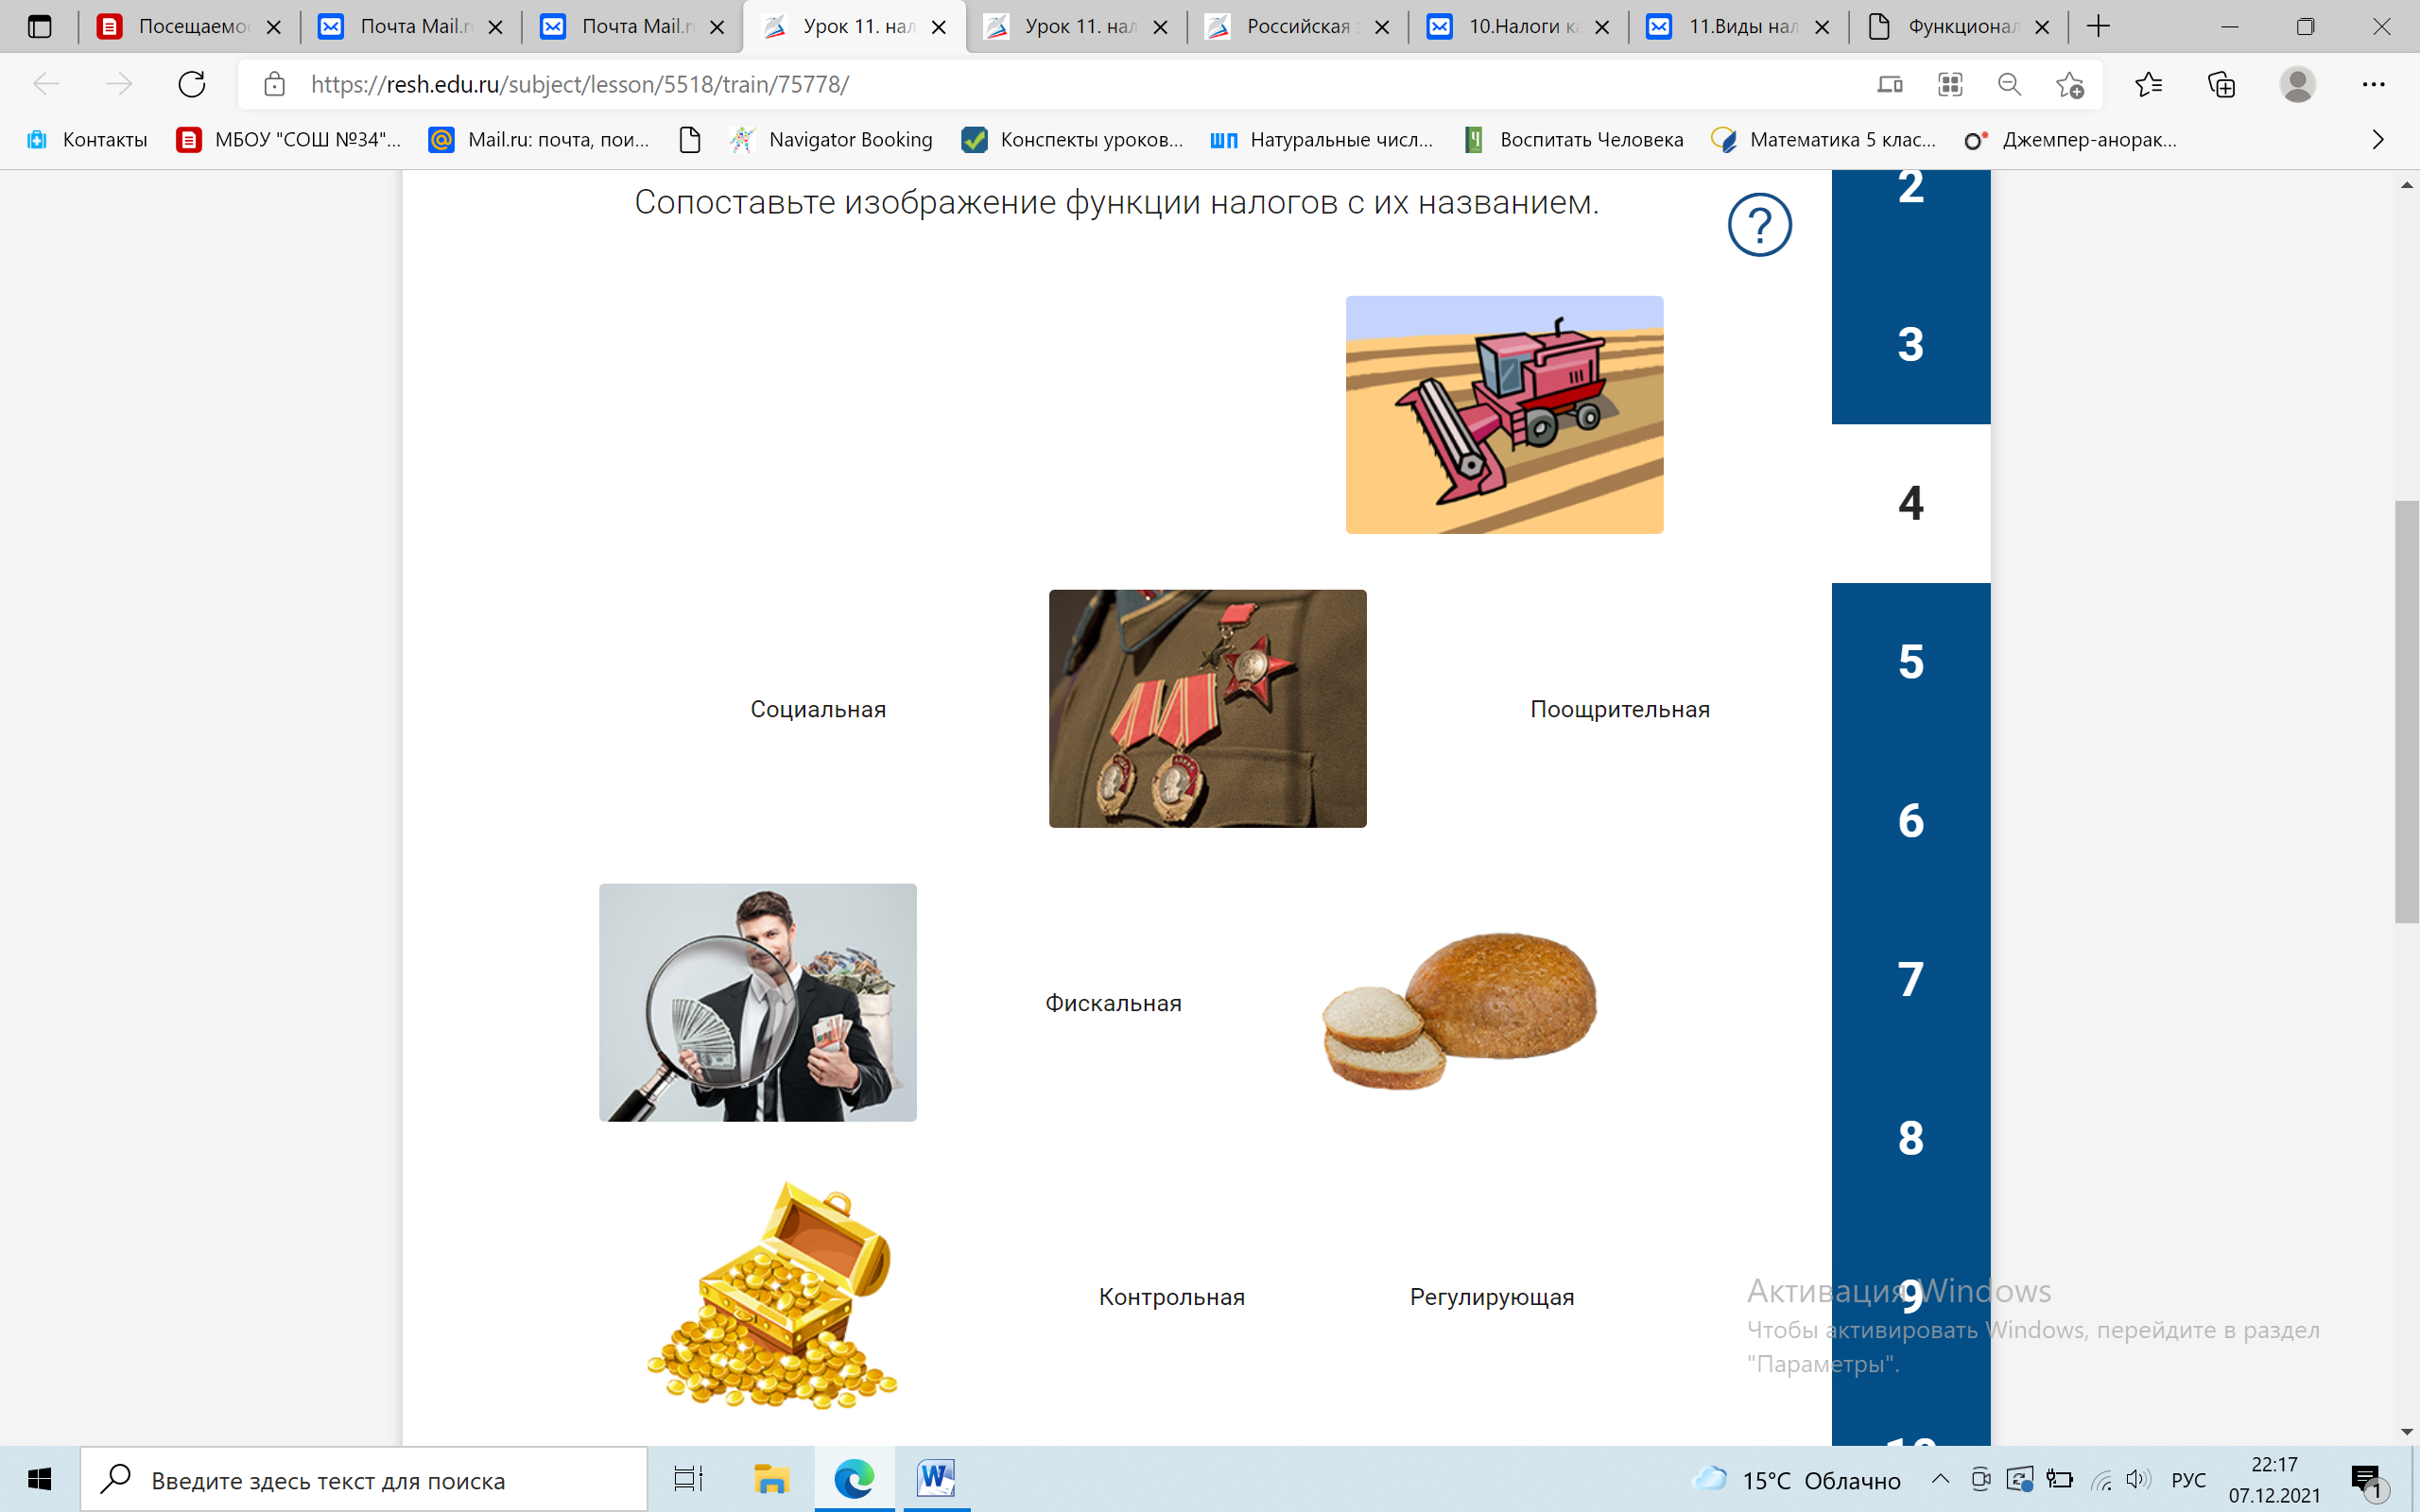 Посещаемо
Почта Mail.r
Почта Mail.r
Урок 11. нал
Урок 11. нал
Российская
10.Налоги к
11.Виды нал
Функционал
https://resh.edu.ru/subject/lesson/5518/train/75778/
Контакты
МБОУ "СОШ №34"...
Mail.ru: почта, пои...
Navigator Booking
Конспекты уроков...
шп Натуральные числ...
Воспитать Человека
Математика 5 клас...
Джемпер-анорак...
Сопоставьте изображение функции налогов с их названием.
?
2
3
4
5
6
7
8
9
10
Социальная
Поощрительная
Фискальная
Контрольная
Регулирующая
Активация Windows
Чтобы активировать Windows, перейдите в раздел
"Параметры".
Введите здесь текст для поиска
15°C Облачно
РУС
22:17
07.12.2021
1